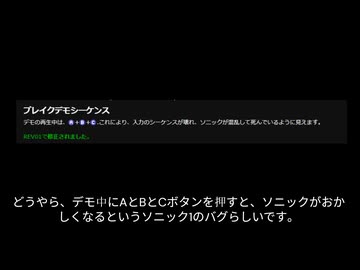 ブレイクデモシーケンス
デモの再生中は、A+B+C.これにより、入力のシーケンスが壊れ、ソニックが混乱して死んでいるように見えます。
REV01で修正されました。
どうやら、デモ中にAとBとCボタンを押すと、ソニックがおか
しくなるというソニック1のバグらしいです。